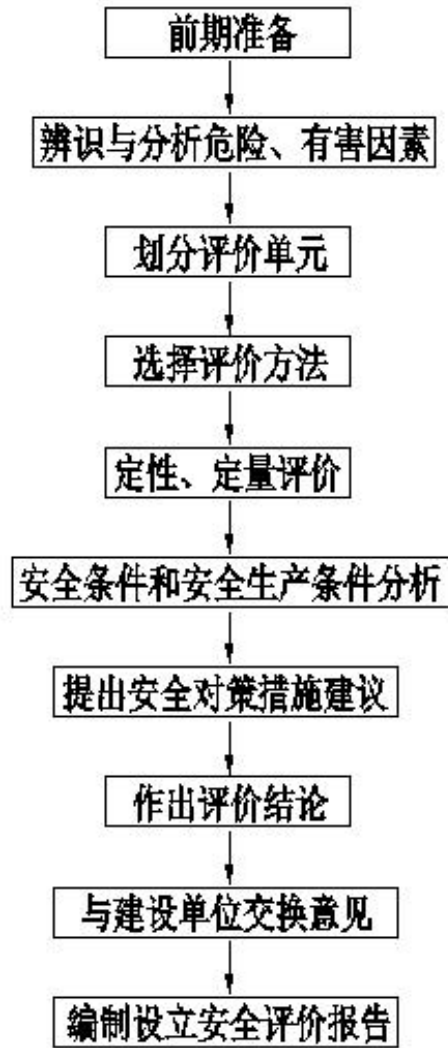 前期准备
辨识与分析危险、有害因素
划分评价单元
选择评价方法
定性、定量评价
安全条件和安全生产条件分析
提出安全对策措施建议
作出评价结论
与建设单位交换意见
编制设立安全评价报告